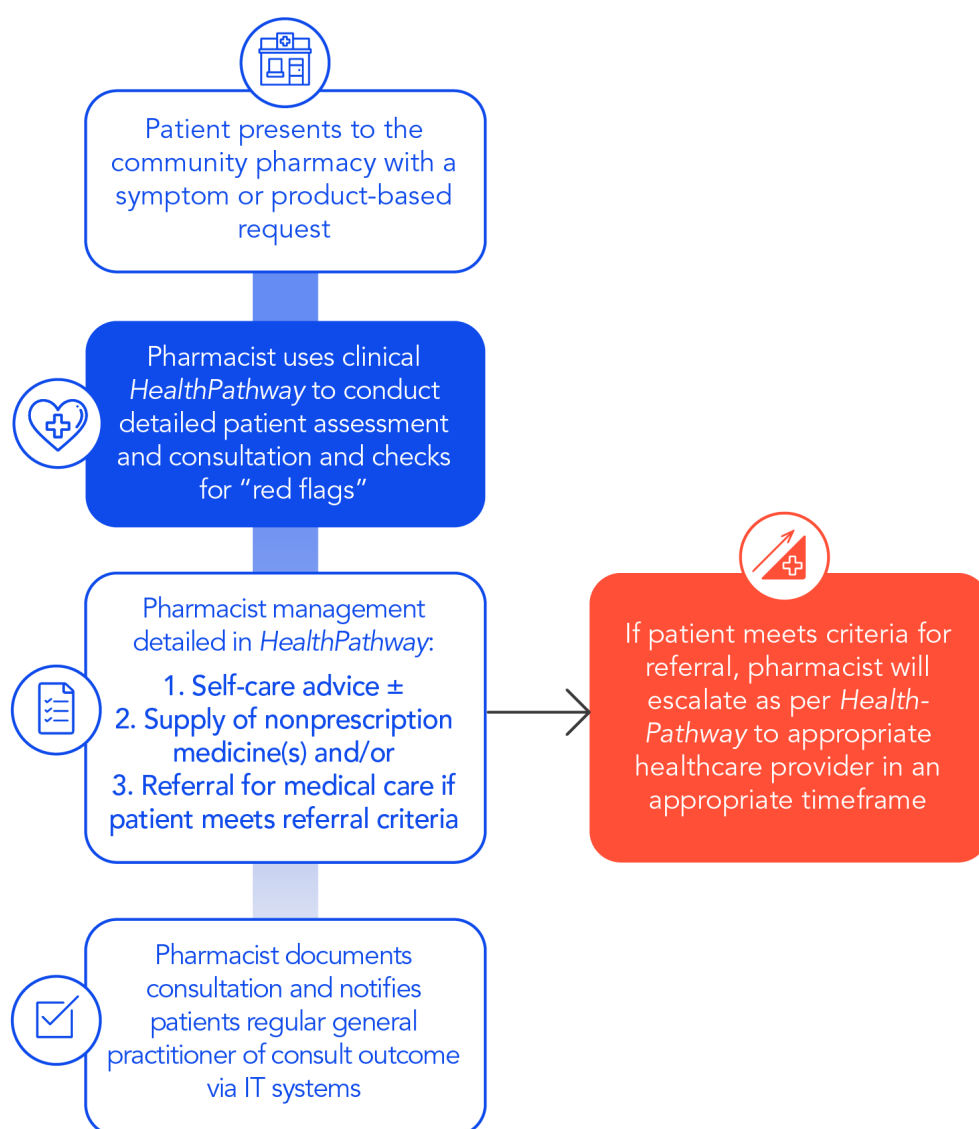 Patient presents to the
community pharmacy with a
symptom or product-based
request
Pharmacist uses clinical
HealthPathway to conduct
detailed patient assessment
and consultation and checks
for “red flags”
Pharmacist management
detailed in HealthPathway:
1. Self-care advice ±
2. Supply of nonprescription
medicine(s) and/or
3. Referral for medical care if
patient meets referral criteria
If patient meets criteria for
referral, pharmacist will
escalate as per Health-
Pathway to appropriate
healthcare provider in an
appropriate timeframe
Pharmacist documents
consultation and notifies
patients regular general
practitioner of consult outcome
via IT systems